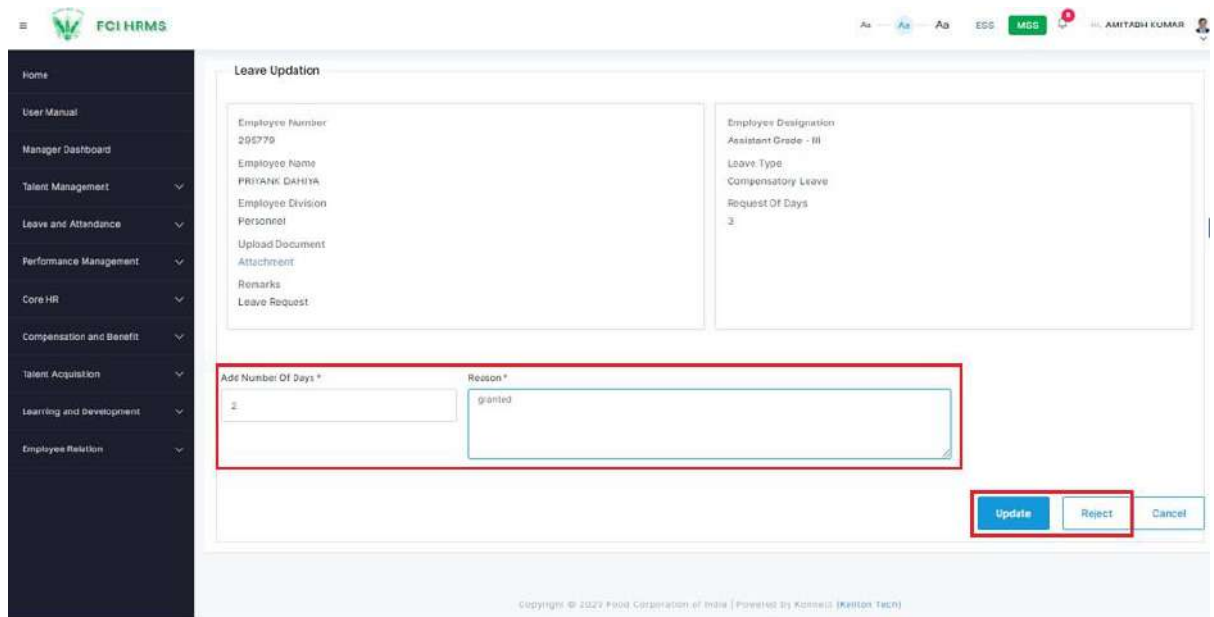 FCI HRMS
Aa Aa Aa ESS MSS Hi, AMITABH KUMAR
Home
User Manual
Manager Dashboard
Talent Management
Leave and Attendance
Performance Management
Core HR
Compensation and Benefit
Talent Acquisition
Learning and Development
Employee Relation
Leave Updation
Employee Number
Employee Name
PRIYANK DAHIYA
Employee Division
Personnel
Upload Document
Attachment
Remarks
Leave Request
Employee Designation
Assistant Grade - III
Leave Type
Compensatory Leave
Request Of Days
Add Number Of Days *
2
Reason *
granted
Update Reject Cancel
Copyright © Food Corporation of India | Powered by (Kellton Tech)